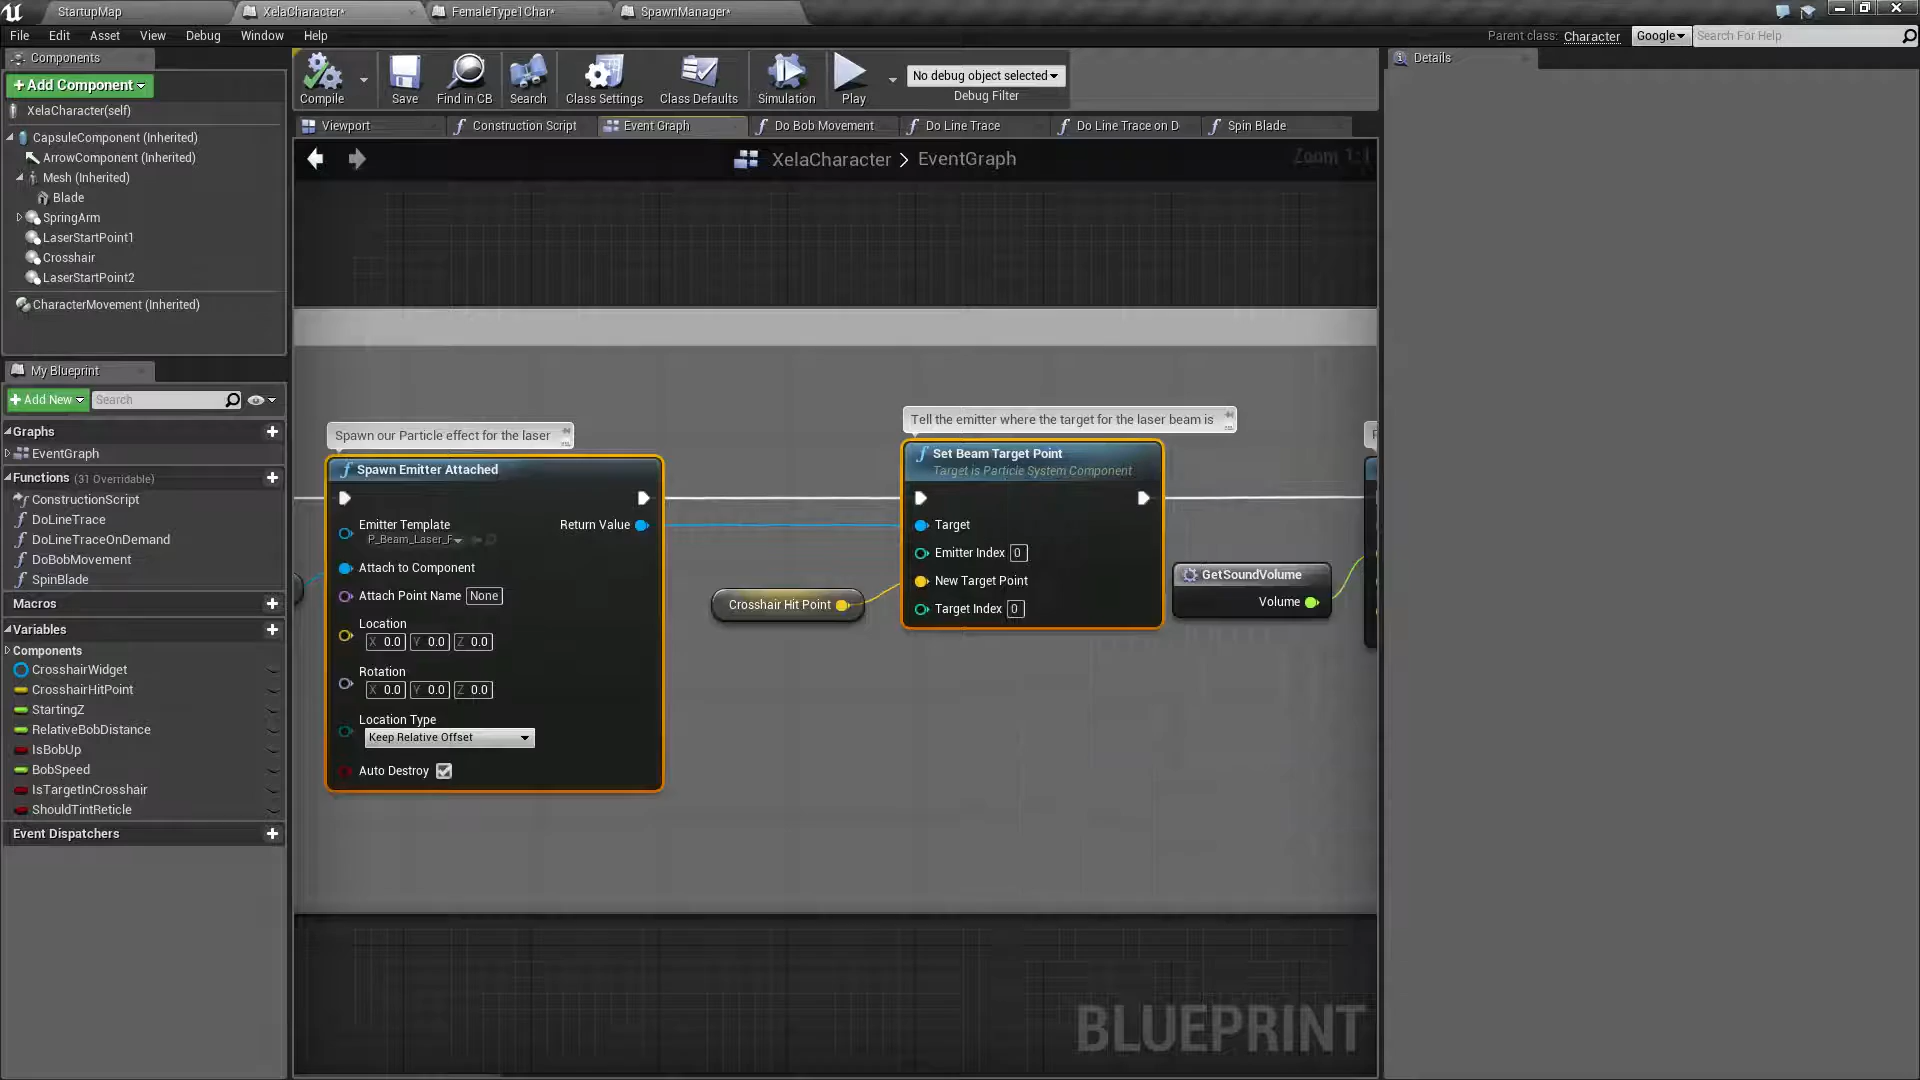 StartupMap
XelaCharacter*
FemaleType1Char*
SpawnManager*
File Edit Asset View Debug Window Help
Parent class: Character
Google
Search For Help
Components
+ Add Component
XelaCharacter(self)
CapsuleComponent (Inherited)
ArrowComponent (Inherited)
Mesh (Inherited)
Blade
SpringArm
LaserStartPoint1
Crosshair
LaserStartPoint2
CharacterMovement (Inherited)
My Blueprint
+ Add New
Search
Graphs
EventGraph
Functions (31 Overridable)
ConstructionScript
DoLineTrace
DoLineTraceOnDemand
DoBobMovement
SpinBlade
Macros
Variables
Components
CrosshairWidget
CrosshairHitPoint
StartingZ
RelativeBobDistance
IsBobUp
BobSpeed
IsTargetInCrosshair
ShouldTintReticle
Event Dispatchers
Compile
Save
Find in CB
Search
Class Settings
Class Defaults
Simulation
Play
No debug object selected
Debug Filter
Viewport
Construction Script
Event Graph
Do Bob Movement
Do Line Trace
Do Line Trace on D
Spin Blade
XelaCharacter > EventGraph
Zoom 1:1
Spawn our Particle effect for the laser
Spawn Emitter Attached
Emitter Template
P_Beam_Laser_
Return Value
Attach to Component
Attach Point Name None
Location
X 0.0 Y 0.0 Z 0.0
Rotation
X 0.0 Y 0.0 Z 0.0
Location Type
Keep Relative Offset
Auto Destroy
Crosshair Hit Point
Tell the emitter where the target for the laser beam is
Set Beam Target Point
Target is Particle System Component
Target
Emitter Index 0
New Target Point
Target Index 0
GetSoundVolume
Volume
BLUEPRINT
Details